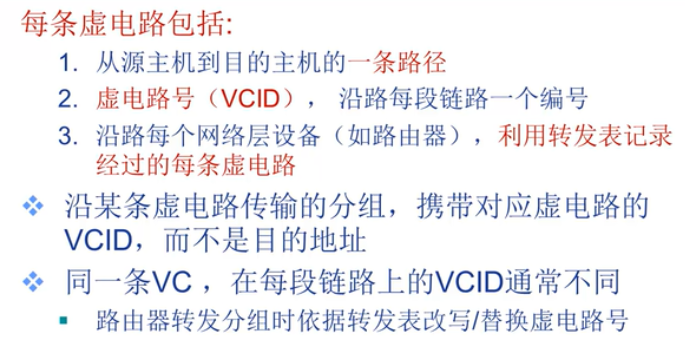 每条虚电路包括:
1. 从源主机到目的主机的一条路径
2. 虚电路号（VCID）， 沿路每段链路一个编号
3. 沿路每个网络层设备（如路由器），利用转发表记录
经过的每条虚电路
沿某条虚电路传输的分组，携带对应虚电路的
VCID，而不是目的地址
同一条VC ，在每段链路上的VCID通常不同
路由器转发分组时依据转发表改写/替换虚电路号